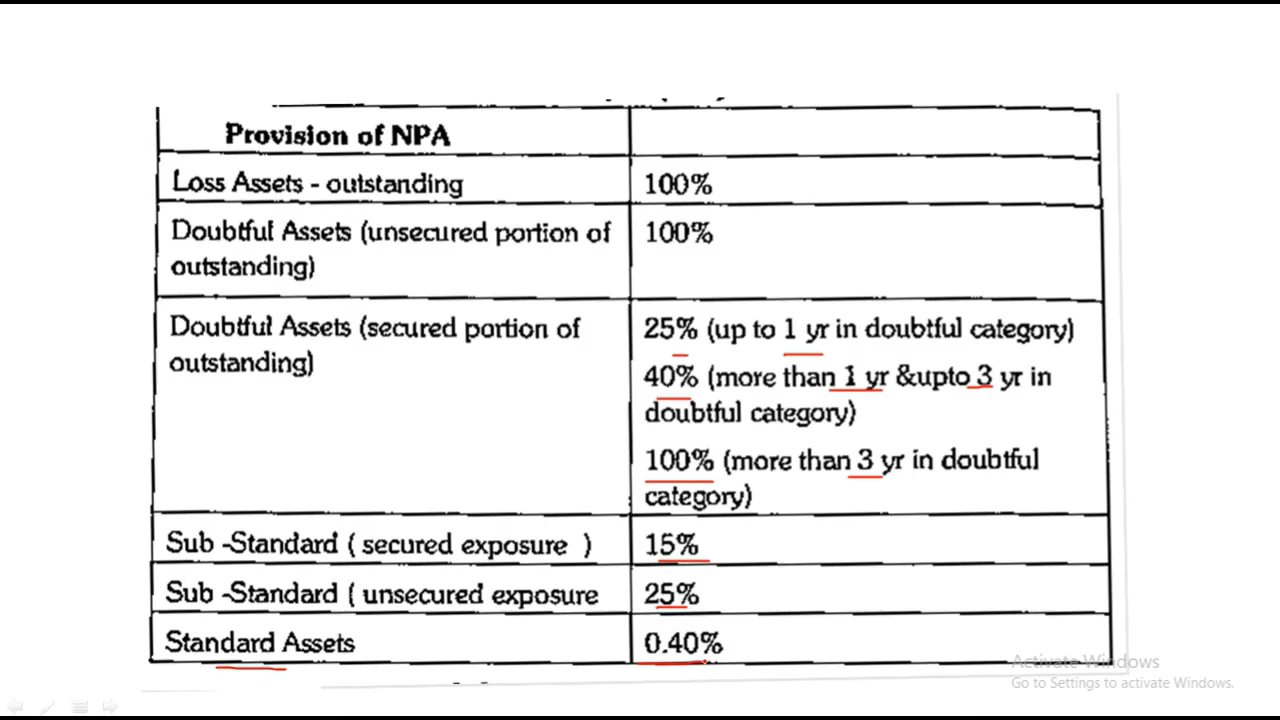 Provision of NPA
Loss Assets - outstanding
100%
Doubtful Assets (unsecured portion of
outstanding)
100%
Doubtful Assets (secured portion of
outstanding)
25% (up to 1 yr in doubtful category)
40% (more than 1 yr &upto 3 yr in
doubtful category)
100% (more than 3 yr in doubtful
category)
Sub -Standard ( secured exposure )
15%
Sub -Standard ( unsecured exposure
25%
Standard Assets
0.40%
Activate Windows
Go to Settings to activate Windows.